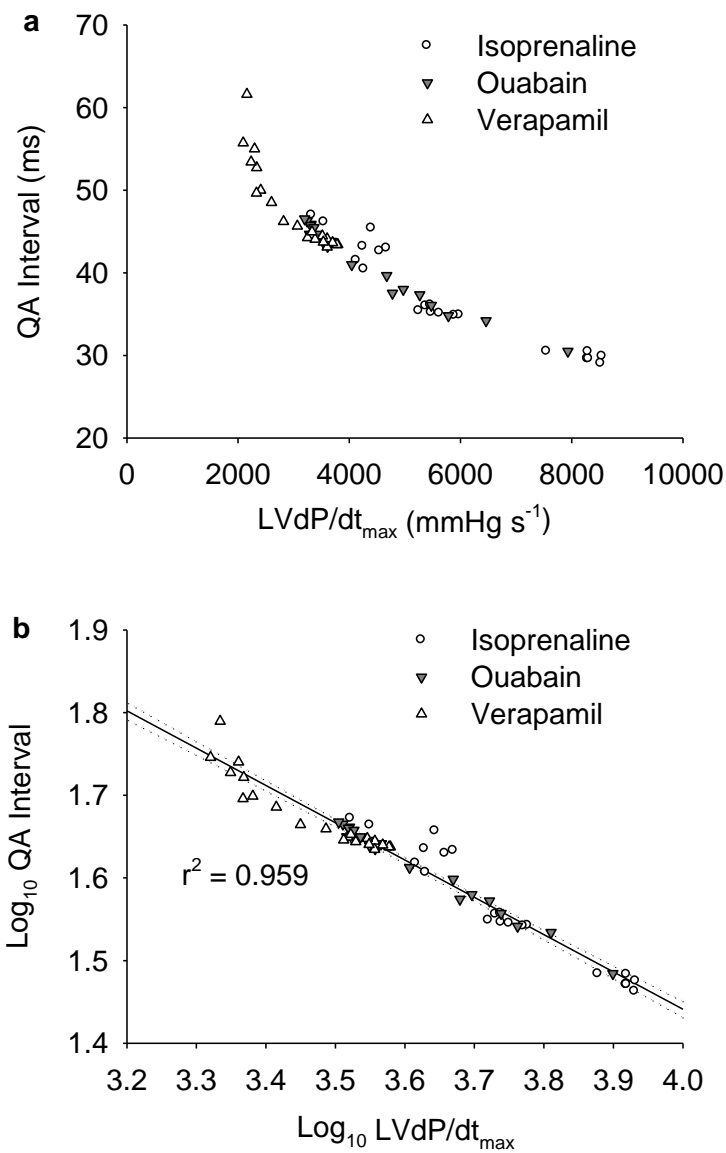 a
70
60
50
40
30
20
QA Interval (ms)
Isoprenaline
Ouabain
Verapamil
0 2000 4000 6000 8000 10000
LVdP/dtmax (mmHg s-1)
b
1.9
1.8
1.7
1.6
1.5
1.4
Log10 QA Interval
Isoprenaline
Ouabain
Verapamil
r2 = 0.959
3.2 3.3 3.4 3.5 3.6 3.7 3.8 3.9 4.0
Log10 LVdP/dtmax